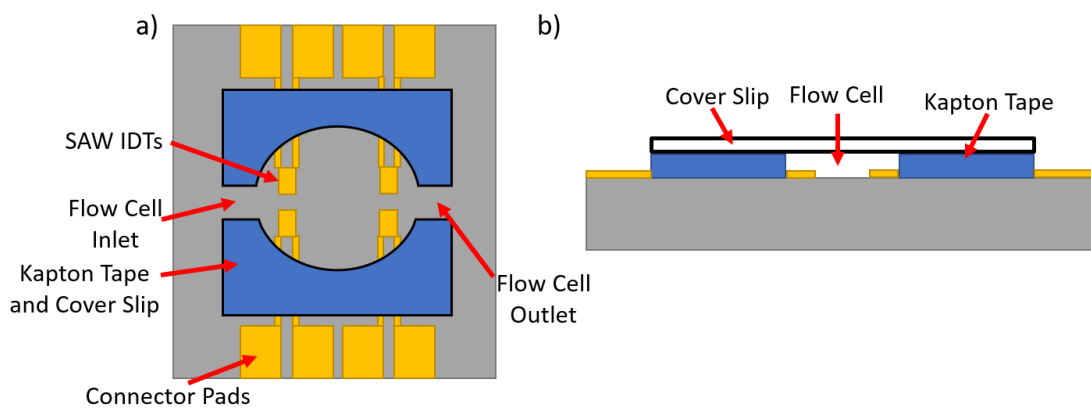 a)
SAW IDTs
Flow Cell
Inlet
Kapton Tape
and Cover Slip
Connector Pads
Flow Cell
Outlet
b)
Cover Slip
Flow Cell
Kapton Tape